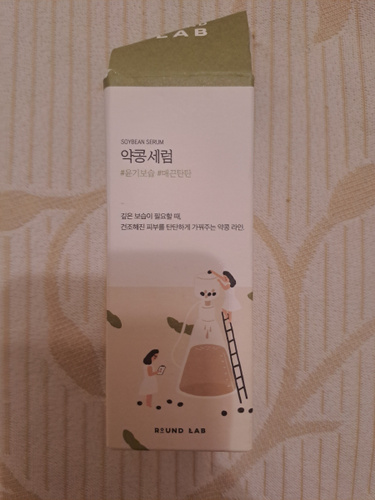 LAB
SOYBEAN SERUM
약콩세럼
#윤기보습 #매끈탄탄
깊은 보습이 필요할 때,
건조해진 피부를 탄탄하게 가꿔주는 약콩 라인.
ROUND LAB